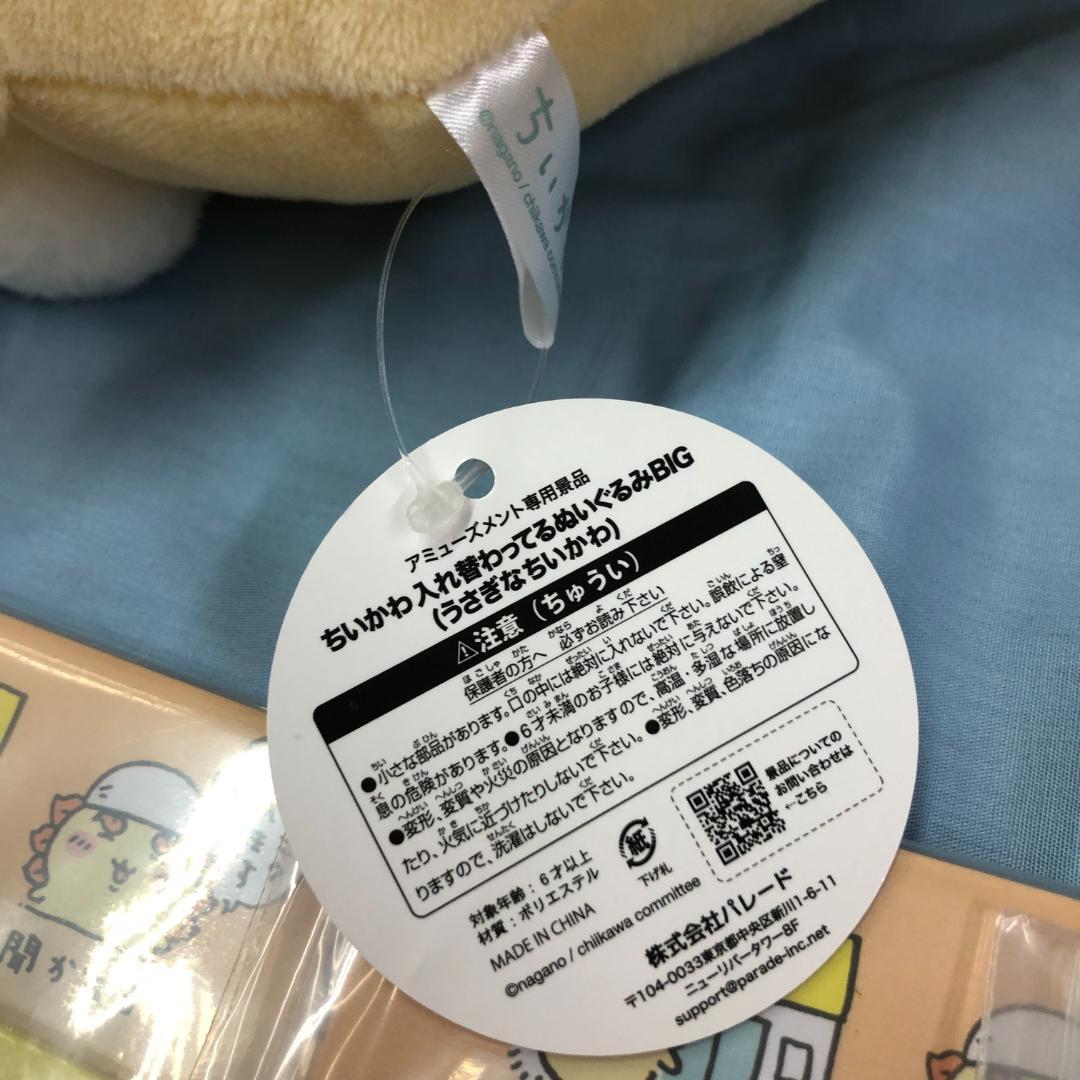 ちいか
©nagano / chiikawa com
アミューズメント専用景品
ちいかわ 入れ替わってるぬいぐるみBIG
(うさぎなちいかわ)
⚠注意（ちゅうい）
保護者の方へ 必ずお読み下さい
●小さな部品があります。口の中には絶対に入れないで下さい。誤飲による窒
息の危険があります。●6才未満のお子様には絶対に与えないで下さい。
●変形、変質や火災の原因となりますので、高温・多湿な場所に放置し
たり、火気に近づけたりしないで下さい。●変形、変質、色落ちの原因にな
りますので、洗濯はしないで下さい。
対象年齢：6才以上
材質：ポリエステル
MADE IN CHINA
©nagano / chiikawa committee
紙
下げ札
景品についての
お問い合わせは
←こちら
株式会社パレード
〒104-0033東京都中央区新川1-6-11
ニューリバータワー8F
support@parade-inc.net
聞か